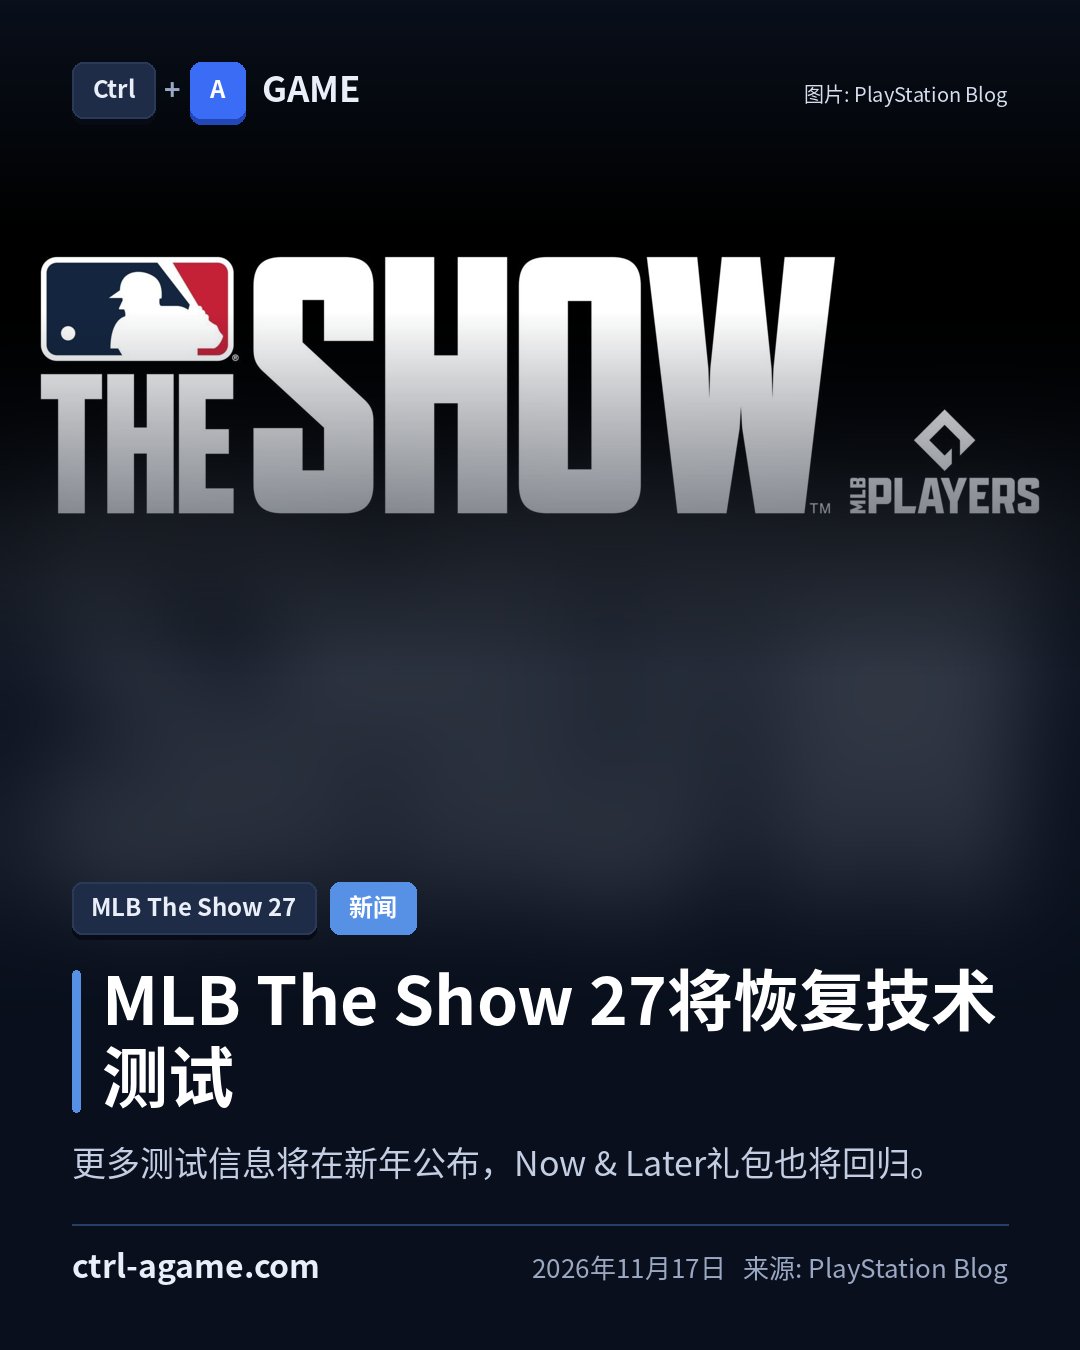 Ctrl + A GAME
图片: PlayStation Blog
THE SHOW™
MLB PLAYERS
MLB The Show 27
新闻
MLB The Show 27将恢复技术
测试
更多测试信息将在新年公布，Now & Later礼包也将回归。
ctrl-agame.com
2026年11月17日 来源: PlayStation Blog